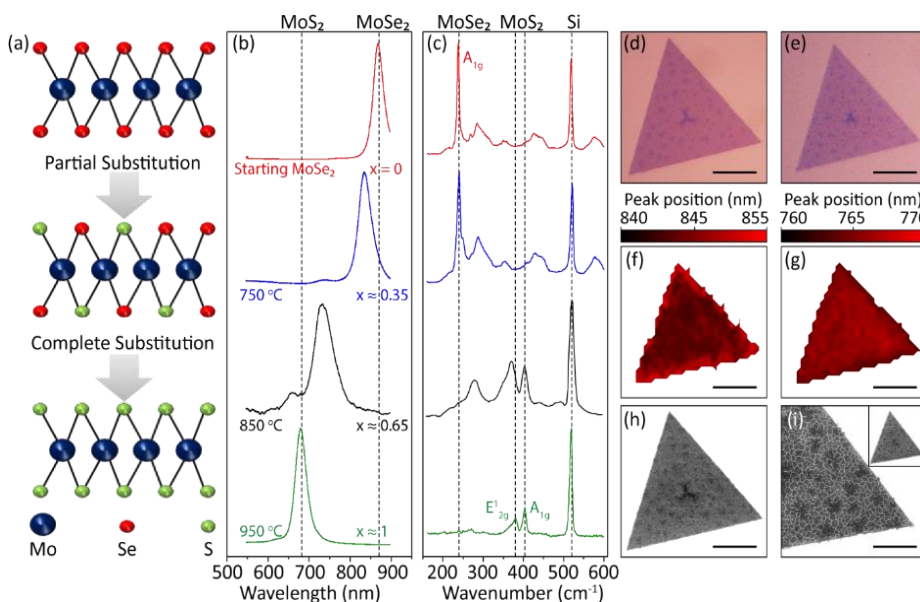 (a)
Partial Substitution
Complete Substitution
Mo Se S
(b)
MoS₂ MoSe₂
Starting MoSe₂ x = 0
750 °C x ≈ 0.35
850 °C x ≈ 0.65
950 °C x ≈ 1
500 600 700 800 900
Wavelength (nm)
(c)
MoSe₂ MoS₂ Si
A₁g
E¹₂g A₁g
200 300 400 500 600
Wavenumber (cm⁻¹)
(d)
(e)
Peak position (nm)
840 845 855
Peak position (nm)
760 765 770
(f)
(g)
(h)
(i)